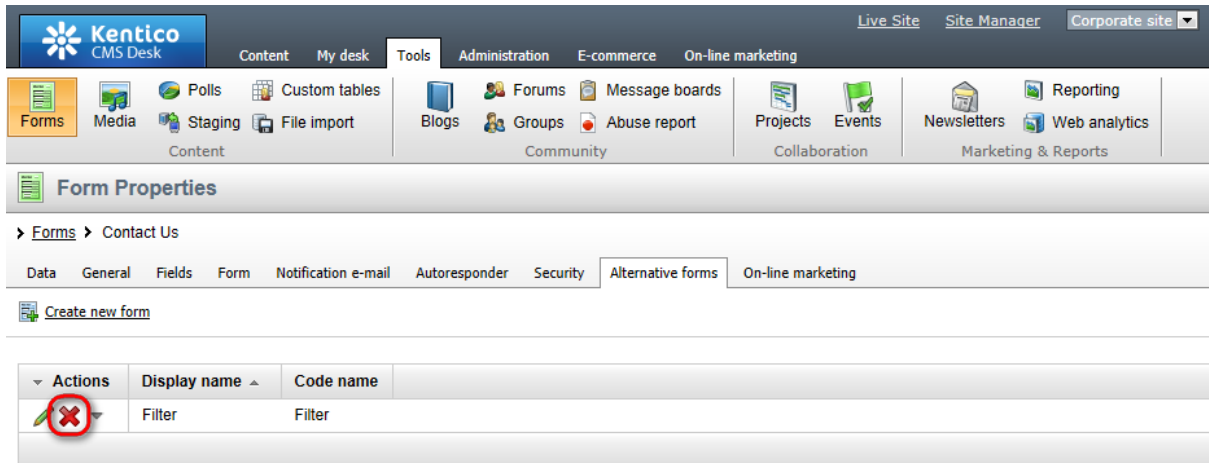 Live Site Site Manager Corporate site
Kentico
CMS Desk
Content My desk Tools Administration E-commerce On-line marketing
Polls Custom tables Forums Message boards Reporting
Forms Media Staging File import Blogs Groups Abuse report Projects Events Newsletters Web analytics
Content Community Collaboration Marketing & Reports
Form Properties
Forms Contact Us
Data General Fields Form Notification e-mail Autoresponder Security Alternative forms On-line marketing
Create new form
Actions Display name Code name
Filter Filter